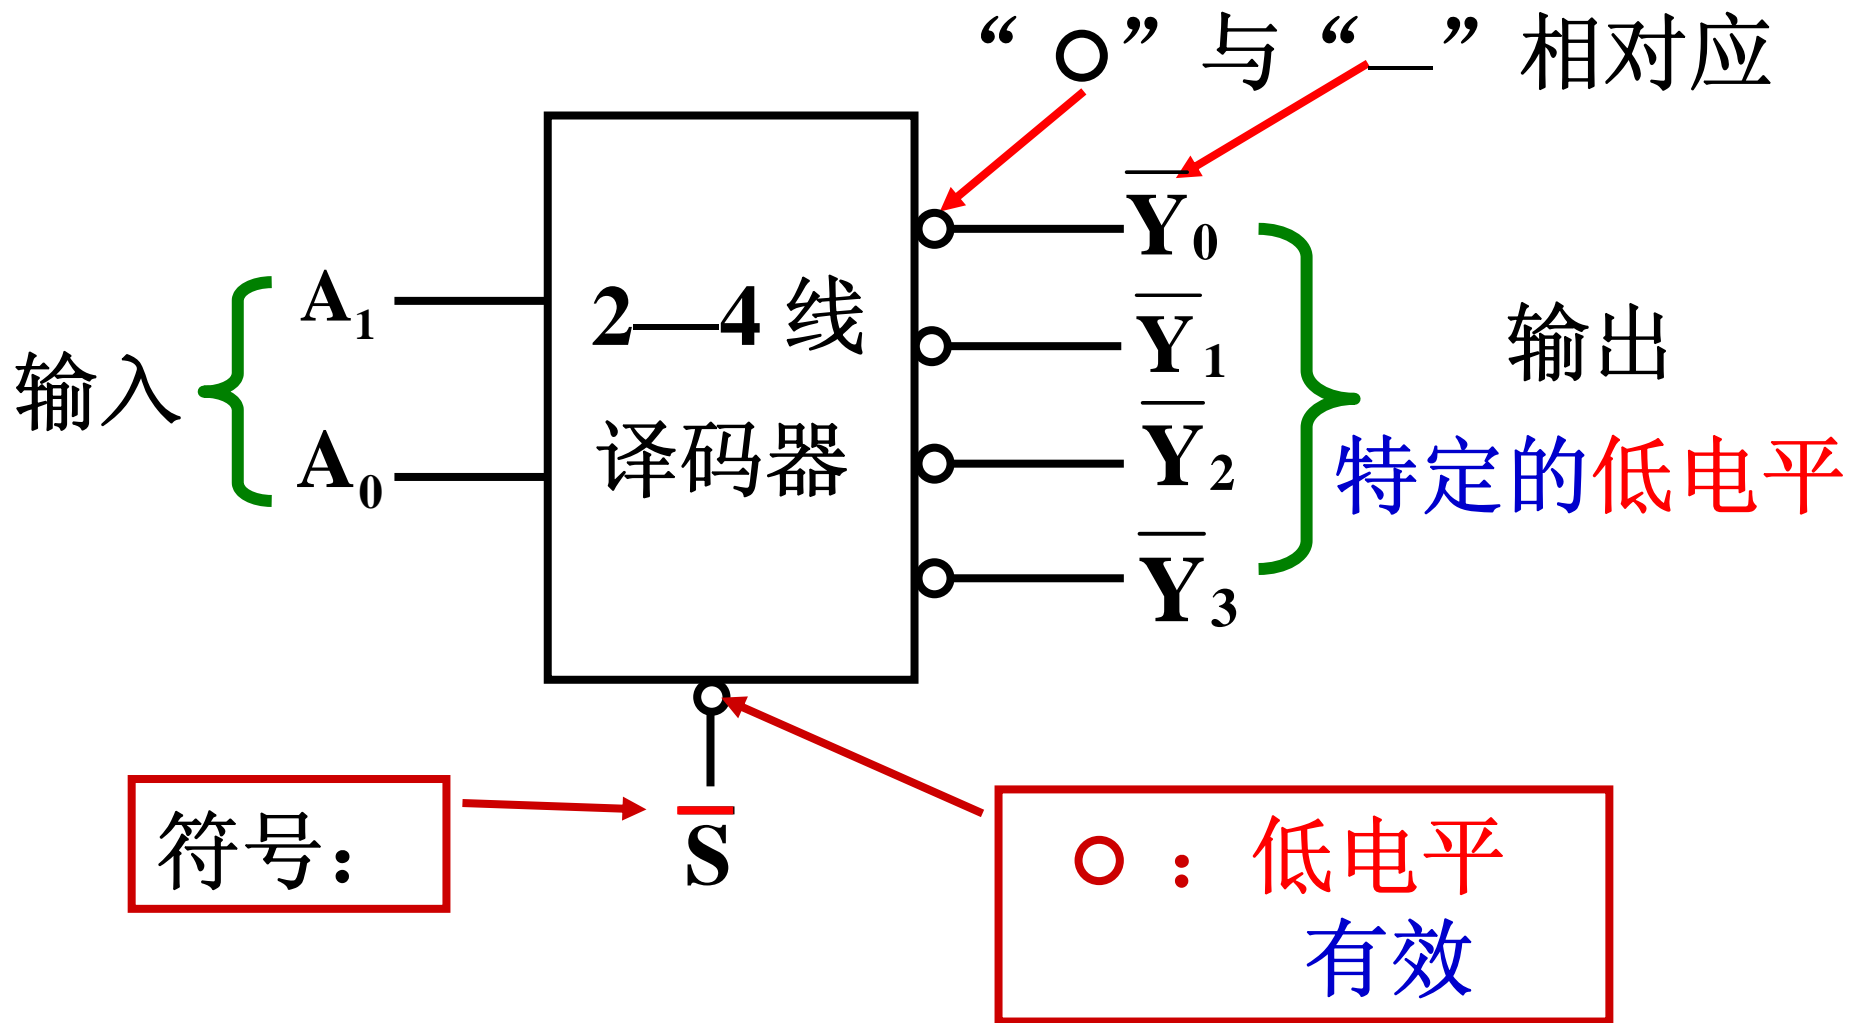 “ ○” 与 “—” 相对应
输入
A₁
A₀
2—4 线
译码器
Y̅₀
Y̅₁
Y̅₂
Y̅₃
输出
特定的低电平
符号：
S̅
○ ：低电平
有效